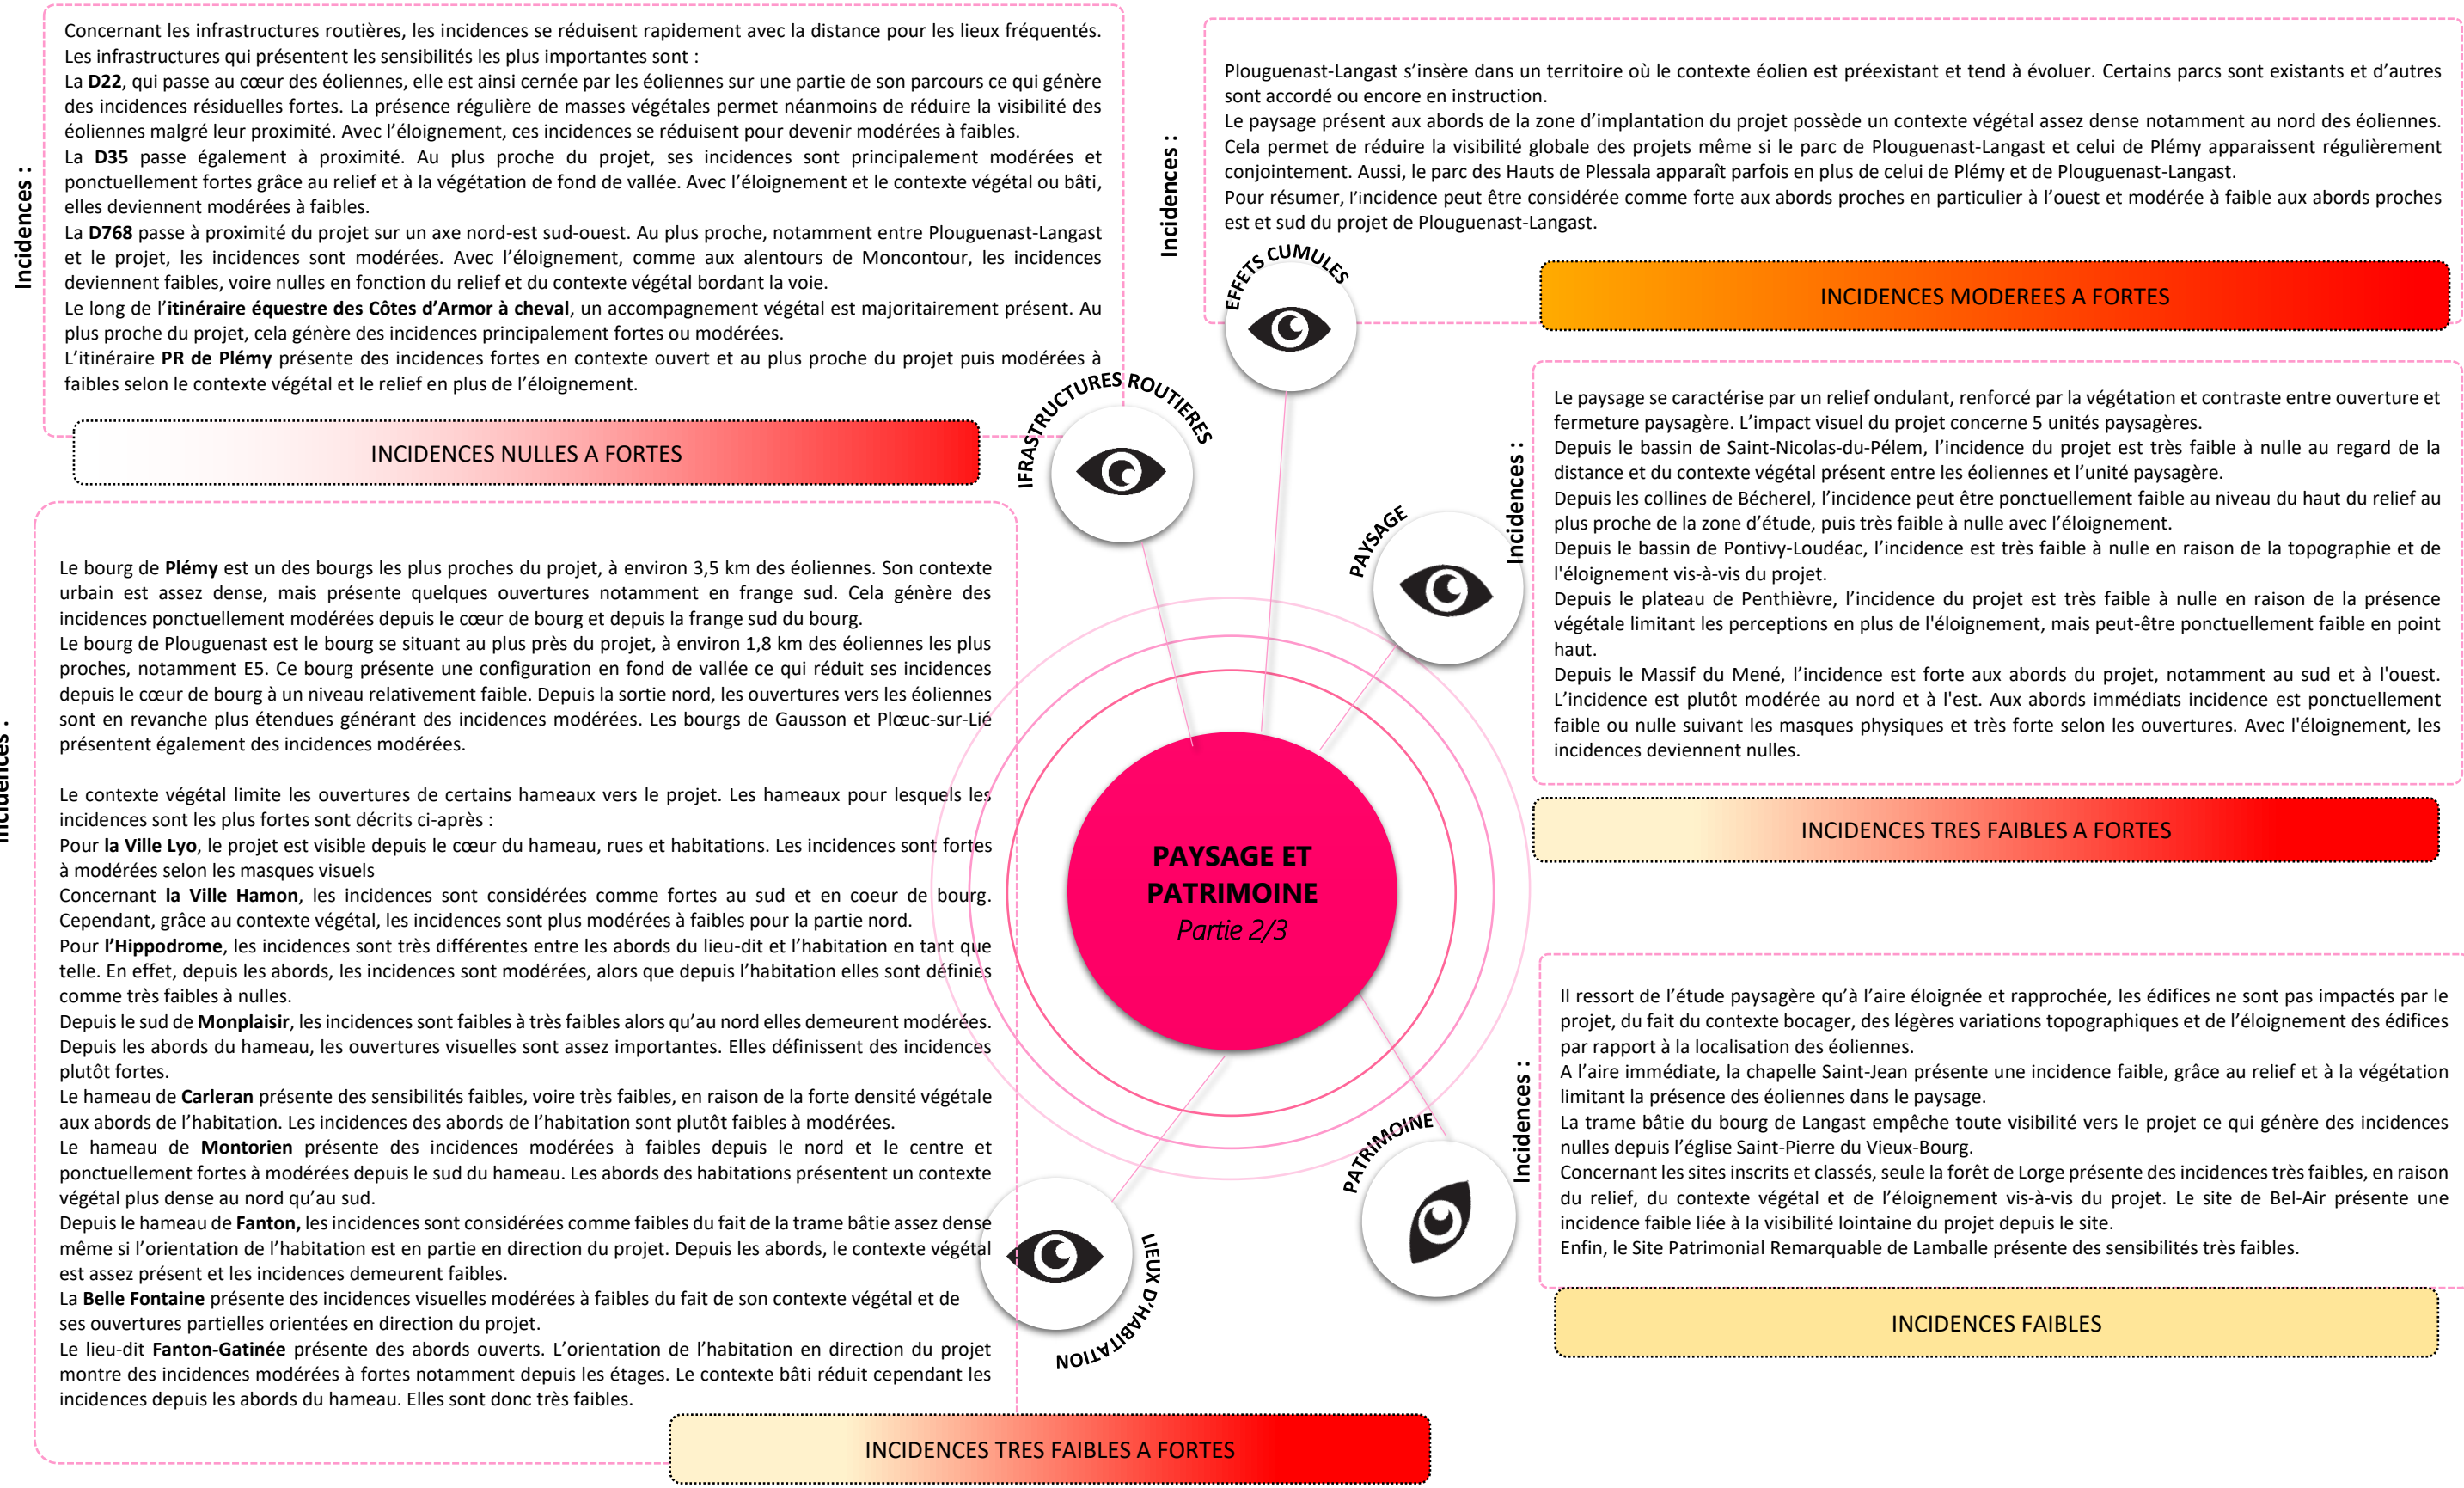 Incidences :
Concernant les infrastructures routières, les incidences se réduisent rapidement avec la distance pour les lieux fréquentés.
Les infrastructures qui présentent les sensibilités les plus importantes sont :
La D22, qui passe au cœur des éoliennes, elle est ainsi cernée par les éoliennes sur une partie de son parcours ce qui génère
des incidences résiduelles fortes. La présence régulière de masses végétales permet néanmoins de réduire la visibilité des
éoliennes malgré leur proximité. Avec l’éloignement, ces incidences se réduisent pour devenir modérées à faibles.
La D35 passe également à proximité. Au plus proche du projet, ses incidences sont principalement modérées et
ponctuellement fortes grâce au relief et à la végétation de fond de vallée. Avec l’éloignement et le contexte végétal ou bâti,
elles deviennent modérées à faibles.
La D768 passe à proximité du projet sur un axe nord-est sud-ouest. Au plus proche, notamment entre Plouguenast-Langast
et le projet, les incidences sont modérées. Avec l’éloignement, comme aux alentours de Moncontour, les incidences
deviennent faibles, voire nulles en fonction du relief et du contexte végétal bordant la voie.
Le long de l’itinéraire équestre des Côtes d’Armor à cheval, un accompagnement végétal est majoritairement présent. Au
plus proche du projet, cela génère des incidences principalement fortes ou modérées.
L’itinéraire PR de Plémy présente des incidences fortes en contexte ouvert et au plus proche du projet puis modérées à
faibles selon le contexte végétal et le relief en plus de l’éloignement.
INCIDENCES NULLES A FORTES
IFRASTRUCTURES ROUTIERES
Incidences :
Plouguenast-Langast s’insère dans un territoire où le contexte éolien est préexistant et tend à évoluer. Certains parcs sont existants et d’autres
sont accordé ou encore en instruction.
Le paysage présent aux abords de la zone d’implantation du projet possède un contexte végétal assez dense notamment au nord des éoliennes.
Cela permet de réduire la visibilité globale des projets même si le parc de Plouguenast-Langast et celui de Plémy apparaissent régulièrement
conjointement. Aussi, le parc des Hauts de Plessala apparaît parfois en plus de celui de Plémy et de Plouguenast-Langast.
Pour résumer, l’incidence peut être considérée comme forte aux abords proches en particulier à l’ouest et modérée à faible aux abords proches
est et sud du projet de Plouguenast-Langast.
EFFETS CUMULES
INCIDENCES MODEREES A FORTES
PAYSAGE
Incidences :
Le paysage se caractérise par un relief ondulant, renforcé par la végétation et contraste entre ouverture et
fermeture paysagère. L’impact visuel du projet concerne 5 unités paysagères.
Depuis le bassin de Saint-Nicolas-du-Pélem, l’incidence du projet est très faible à nulle au regard de la
distance et du contexte végétal présent entre les éoliennes et l’unité paysagère.
Depuis les collines de Bécherel, l’incidence peut être ponctuellement faible au niveau du haut du relief au
plus proche de la zone d’étude, puis très faible à nulle avec l’éloignement.
Depuis le bassin de Pontivy-Loudéac, l’incidence est très faible à nulle en raison de la topographie et de
l'éloignement vis-à-vis du projet.
Depuis le plateau de Penthièvre, l’incidence du projet est très faible à nulle en raison de la présence
végétale limitant les perceptions en plus de l'éloignement, mais peut-être ponctuellement faible en point
haut.
Depuis le Massif du Mené, l’incidence est forte aux abords du projet, notamment au sud et à l'ouest.
L’incidence est plutôt modérée au nord et à l'est. Aux abords immédiats incidence est ponctuellement
faible ou nulle suivant les masques physiques et très forte selon les ouvertures. Avec l'éloignement, les
incidences deviennent nulles.
INCIDENCES TRES FAIBLES A FORTES
Le bourg de Plémy est un des bourgs les plus proches du projet, à environ 3,5 km des éoliennes. Son contexte
urbain est assez dense, mais présente quelques ouvertures notamment en frange sud. Cela génère des
incidences ponctuellement modérées depuis le cœur de bourg et depuis la frange sud du bourg.
Le bourg de Plouguenast est le bourg se situant au plus près du projet, à environ 1,8 km des éoliennes les plus
proches, notamment E5. Ce bourg présente une configuration en fond de vallée ce qui réduit ses incidences
depuis le cœur de bourg à un niveau relativement faible. Depuis la sortie nord, les ouvertures vers les éoliennes
sont en revanche plus étendues générant des incidences modérées. Les bourgs de Gausson et Plœuc-sur-Lié
présentent également des incidences modérées.
Le contexte végétal limite les ouvertures de certains hameaux vers le projet. Les hameaux pour lesquels les
incidences sont les plus fortes sont décrits ci-après :
Pour la Ville Lyo, le projet est visible depuis le cœur du hameau, rues et habitations. Les incidences sont fortes
à modérées selon les masques visuels
Concernant la Ville Hamon, les incidences sont considérées comme fortes au sud et en coeur de bourg.
Cependant, grâce au contexte végétal, les incidences sont plus modérées à faibles pour la partie nord.
Pour l’Hippodrome, les incidences sont très différentes entre les abords du lieu-dit et l’habitation en tant que
telle. En effet, depuis les abords, les incidences sont modérées, alors que depuis l’habitation elles sont définies
comme très faibles à nulles.
Depuis le sud de Monplaisir, les incidences sont faibles à très faibles alors qu’au nord elles demeurent modérées.
Depuis les abords du hameau, les ouvertures visuelles sont assez importantes. Elles définissent des incidences
plutôt fortes.
Le hameau de Carleran présente des sensibilités faibles, voire très faibles, en raison de la forte densité végétale
aux abords de l’habitation. Les incidences des abords de l’habitation sont plutôt faibles à modérées.
Le hameau de Montorien présente des incidences modérées à faibles depuis le nord et le centre et
ponctuellement fortes à modérées depuis le sud du hameau. Les abords des habitations présentent un contexte
végétal plus dense au nord qu’au sud.
Depuis le hameau de Fanton, les incidences sont considérées comme faibles du fait de la trame bâtie assez dense
même si l’orientation de l’habitation est en partie en direction du projet. Depuis les abords, le contexte végétal
est assez présent et les incidences demeurent faibles.
La Belle Fontaine présente des incidences visuelles modérées à faibles du fait de son contexte végétal et de
ses ouvertures partielles orientées en direction du projet.
Le lieu-dit Fanton-Gatinée présente des abords ouverts. L’orientation de l’habitation en direction du projet
montre des incidences modérées à fortes notamment depuis les étages. Le contexte bâti réduit cependant les
incidences depuis les abords du hameau. Elles sont donc très faibles.
LIEUX D’HABITATION
INCIDENCES TRES FAIBLES A FORTES
PAYSAGE ET
PATRIMOINE
Partie 2/3
PATRIMOINE
Incidences :
Il ressort de l’étude paysagère qu’à l’aire éloignée et rapprochée, les édifices ne sont pas impactés par le
projet, du fait du contexte bocager, des légères variations topographiques et de l’éloignement des édifices
par rapport à la localisation des éoliennes.
A l’aire immédiate, la chapelle Saint-Jean présente une incidence faible, grâce au relief et à la végétation
limitant la présence des éoliennes dans le paysage.
La trame bâtie du bourg de Langast empêche toute visibilité vers le projet ce qui génère des incidences
nulles depuis l’église Saint-Pierre du Vieux-Bourg.
Concernant les sites inscrits et classés, seule la forêt de Lorge présente des incidences très faibles, en raison
du relief, du contexte végétal et de l’éloignement vis-à-vis du projet. Le site de Bel-Air présente une
incidence faible liée à la visibilité lointaine du projet depuis le site.
Enfin, le Site Patrimonial Remarquable de Lamballe présente des sensibilités très faibles.
INCIDENCES FAIBLES